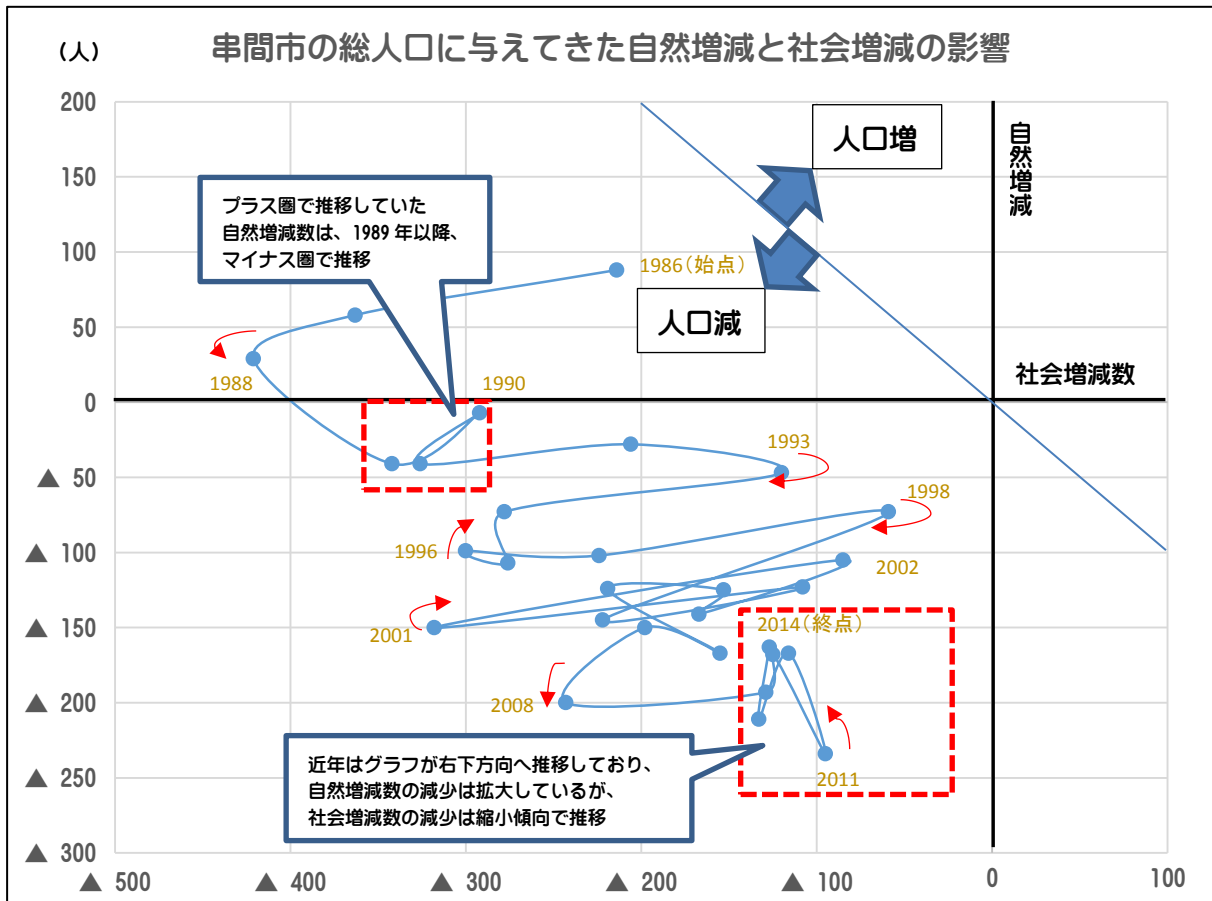 串間市の総人口に与えてきた自然増減と社会増減の影響
(人)
200
150
100
50
0
▲ 50
▲ 100
▲ 150
▲ 200
▲ 250
▲ 300
▲ 500
▲ 400
▲ 300
▲ 200
▲ 100
0
100
自然増減
社会増減数
人口増
人口減
プラス圏で推移していた
自然増減数は、1989 年以降、
マイナス圏で推移
1986(始点)
1988
1990
1993
1998
1996
2002
2001
2014(終点)
2008
2011
近年はグラフが右下方向へ推移しており、
自然増減数の減少は拡大しているが、
社会増減数の減少は縮小傾向で推移